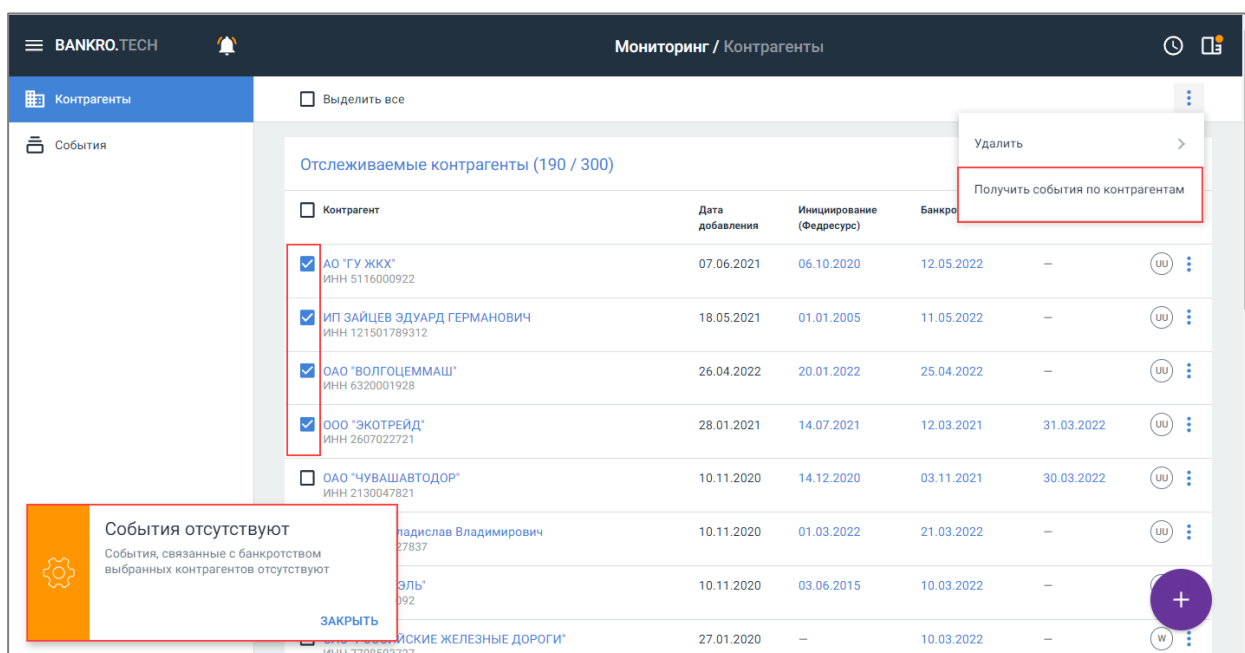 BANKRO.TECH
Мониторинг / Контрагенты
Контрагенты
Выделить все
События
Удалить
Получить события по контрагентам
Отслеживаемые контрагенты (190 / 300)
Контрагент
Дата добавления
Инициирование (Федресурс)
АО "ГУ ЖКХ" 07.06.2021 06.10.2020 12.05.2022 – UU
ИНН 5116000922
ИП ЗАЙЦЕВ ЭДУАРД ГЕРМАНОВИЧ 18.05.2021 01.01.2005 11.05.2022 – UU
ИНН 121501789312
ОАО "ВОЛГОЦЕММАШ" 26.04.2022 20.01.2022 25.04.2022 – UU
ИНН 6320001928
ООО "ЭКОТРЕЙД" 28.01.2021 14.07.2021 12.03.2021 31.03.2022 UU
ИНН 2607022721
ОАО "ЧУВАШАВТОДОР" 10.11.2020 14.12.2020 03.11.2021 30.03.2022 UU
ИНН 2130047821
Владимирович 10.11.2020 01.03.2022 21.03.2022 – UU
27837
ЭЛЬ" 10.11.2020 03.06.2015 10.03.2022 –
092
ЖЕЛЕЗНЫЕ ДОРОГИ" 27.01.2020 – 10.03.2022 – W
События отсутствуют
События, связанные с банкротством
выбранных контрагентов отсутствуют
ЗАКРЫТЬ